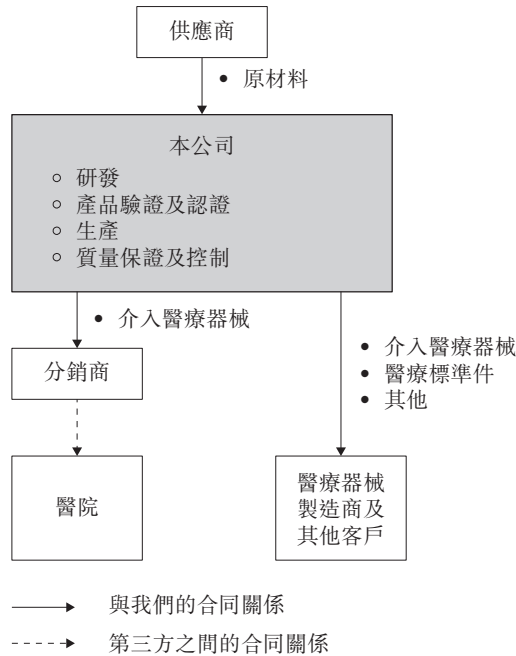 供應商
• 原材料
本公司
○ 研發
○ 產品驗證及認證
○ 生產
○ 質量保證及控制
• 介入醫療器械
分銷商
• 介入醫療器械
• 醫療標準件
• 其他
醫院
醫療器械
製造商及
其他客戶
與我們的合同關係
第三方之間的合同關係